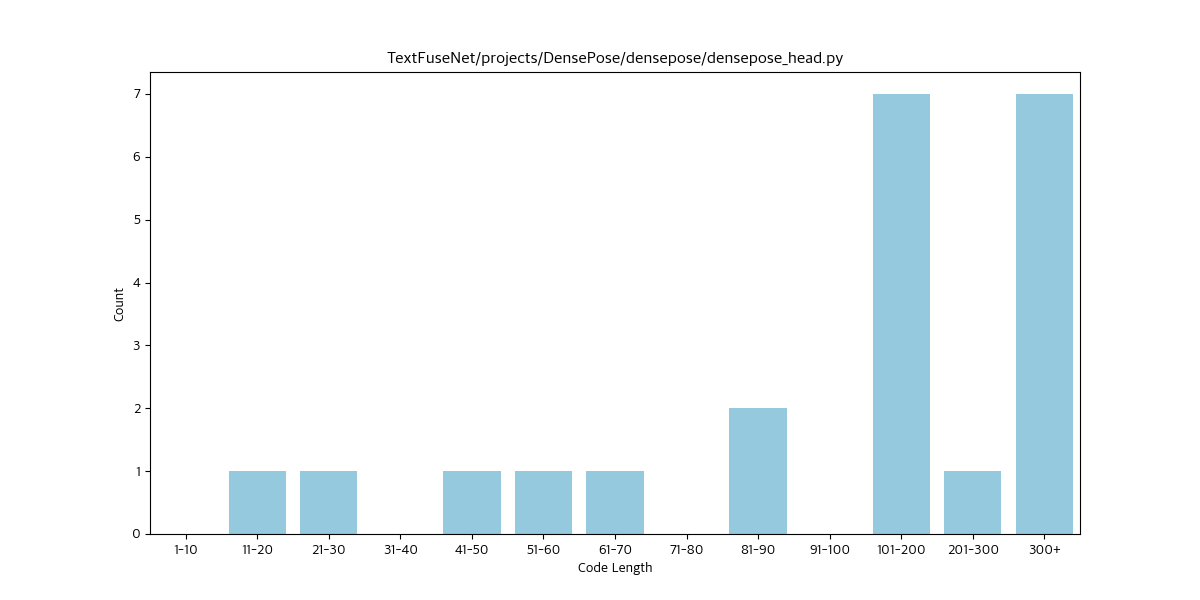 TextFuseNet/projects/DensePose/densepose/densepose_head.py
7
6
5
4
3
2
1
0
Count
1-10 11-20 21-30 31-40 41-50 51-60 61-70 71-80 81-90 91-100 101-200 201-300 300+
Code Length